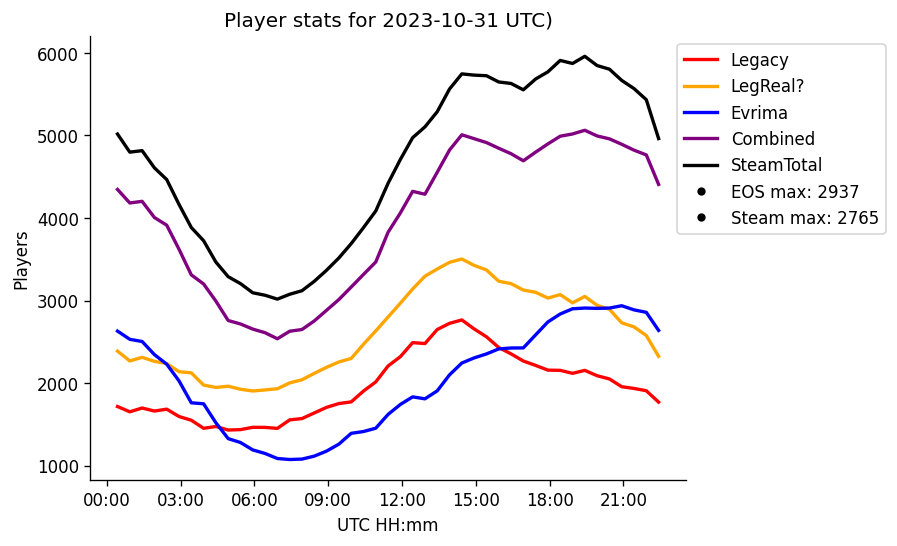 Player stats for 2023-10-31 UTC)
6000
5000
4000
3000
2000
1000
Players
00:00 03:00 06:00 09:00 12:00 15:00 18:00 21:00
UTC HH:mm
Legacy
LegReal?
Evrima
Combined
SteamTotal
EOS max: 2937
Steam max: 2765